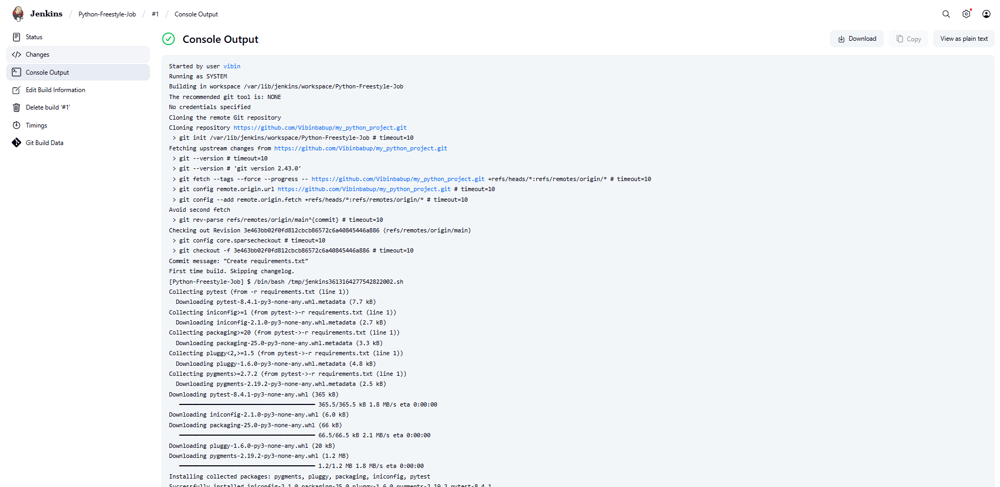 Jenkins / Python-Freestyle-Job / #1 / Console Output
Status
Changes
Console Output
Edit Build Information
Delete build ‘#1’
Timings
Git Build Data
Console Output
Download
Copy
View as plain text
Started by user vibin
Running as SYSTEM
Building in workspace /var/lib/jenkins/workspace/Python-Freestyle-Job
The recommended git tool is: NONE
No credentials specified
Cloning the remote Git repository
Cloning repository https://github.com/Vibinbabup/my_python_project.git
 > git init /var/lib/jenkins/workspace/Python-Freestyle-Job # timeout=10
Fetching upstream changes from https://github.com/Vibinbabup/my_python_project.git
 > git --version # timeout=10
 > git --version # 'git version 2.43.0'
 > git fetch --tags --force --progress -- https://github.com/Vibinbabup/my_python_project.git +refs/heads/*:refs/remotes/origin/* # timeout=10
 > git config remote.origin.url https://github.com/Vibinbabup/my_python_project.git # timeout=10
 > git config --add remote.origin.fetch +refs/heads/*:refs/remotes/origin/* # timeout=10
Avoid second fetch
 > git rev-parse refs/remotes/origin/main^{commit} # timeout=10
Checking out Revision 3e463bb02f0fd812cbcb86572c6a40845446a886 (refs/remotes/origin/main)
 > git config core.sparsecheckout # timeout=10
 > git checkout -f 3e463bb02f0fd812cbcb86572c6a40845446a886 # timeout=10
Commit message: "Create requirements.txt"
First time build. Skipping changelog.
[Python-Freestyle-Job] $ /bin/bash /tmp/jenkins3613164277542822002.sh
Collecting pytest (from -r requirements.txt (line 1))
  Downloading pytest-8.4.1-py3-none-any.whl.metadata (7.7 kB)
Collecting iniconfig>=1 (from pytest->-r requirements.txt (line 1))
  Downloading iniconfig-2.1.0-py3-none-any.whl.metadata (2.7 kB)
Collecting packaging>=20 (from pytest->-r requirements.txt (line 1))
  Downloading packaging-25.0-py3-none-any.whl.metadata (3.3 kB)
Collecting pluggy<2,>=1.5 (from pytest->-r requirements.txt (line 1))
  Downloading pluggy-1.6.0-py3-none-any.whl.metadata (4.8 kB)
Collecting pygments>=2.7.2 (from pytest->-r requirements.txt (line 1))
  Downloading pygments-2.19.2-py3-none-any.whl.metadata (2.5 kB)
Downloading pytest-8.4.1-py3-none-any.whl (365 kB)
365.5/365.5 kB 1.8 MB/s eta 0:00:00
Downloading iniconfig-2.1.0-py3-none-any.whl (6.0 kB)
Downloading packaging-25.0-py3-none-any.whl (66 kB)
66.5/66.5 kB 2.1 MB/s eta 0:00:00
Downloading pluggy-1.6.0-py3-none-any.whl (20 kB)
Downloading pygments-2.19.2-py3-none-any.whl (1.2 MB)
1.2/1.2 MB 1.8 MB/s eta 0:00:00
Installing collected packages: pygments, pluggy, packaging, iniconfig, pytest
Successfully installed iniconfig-2.1.0 packaging-25.0 pluggy-1.6.0 pygments-2.19.2 pytest-8.4.1